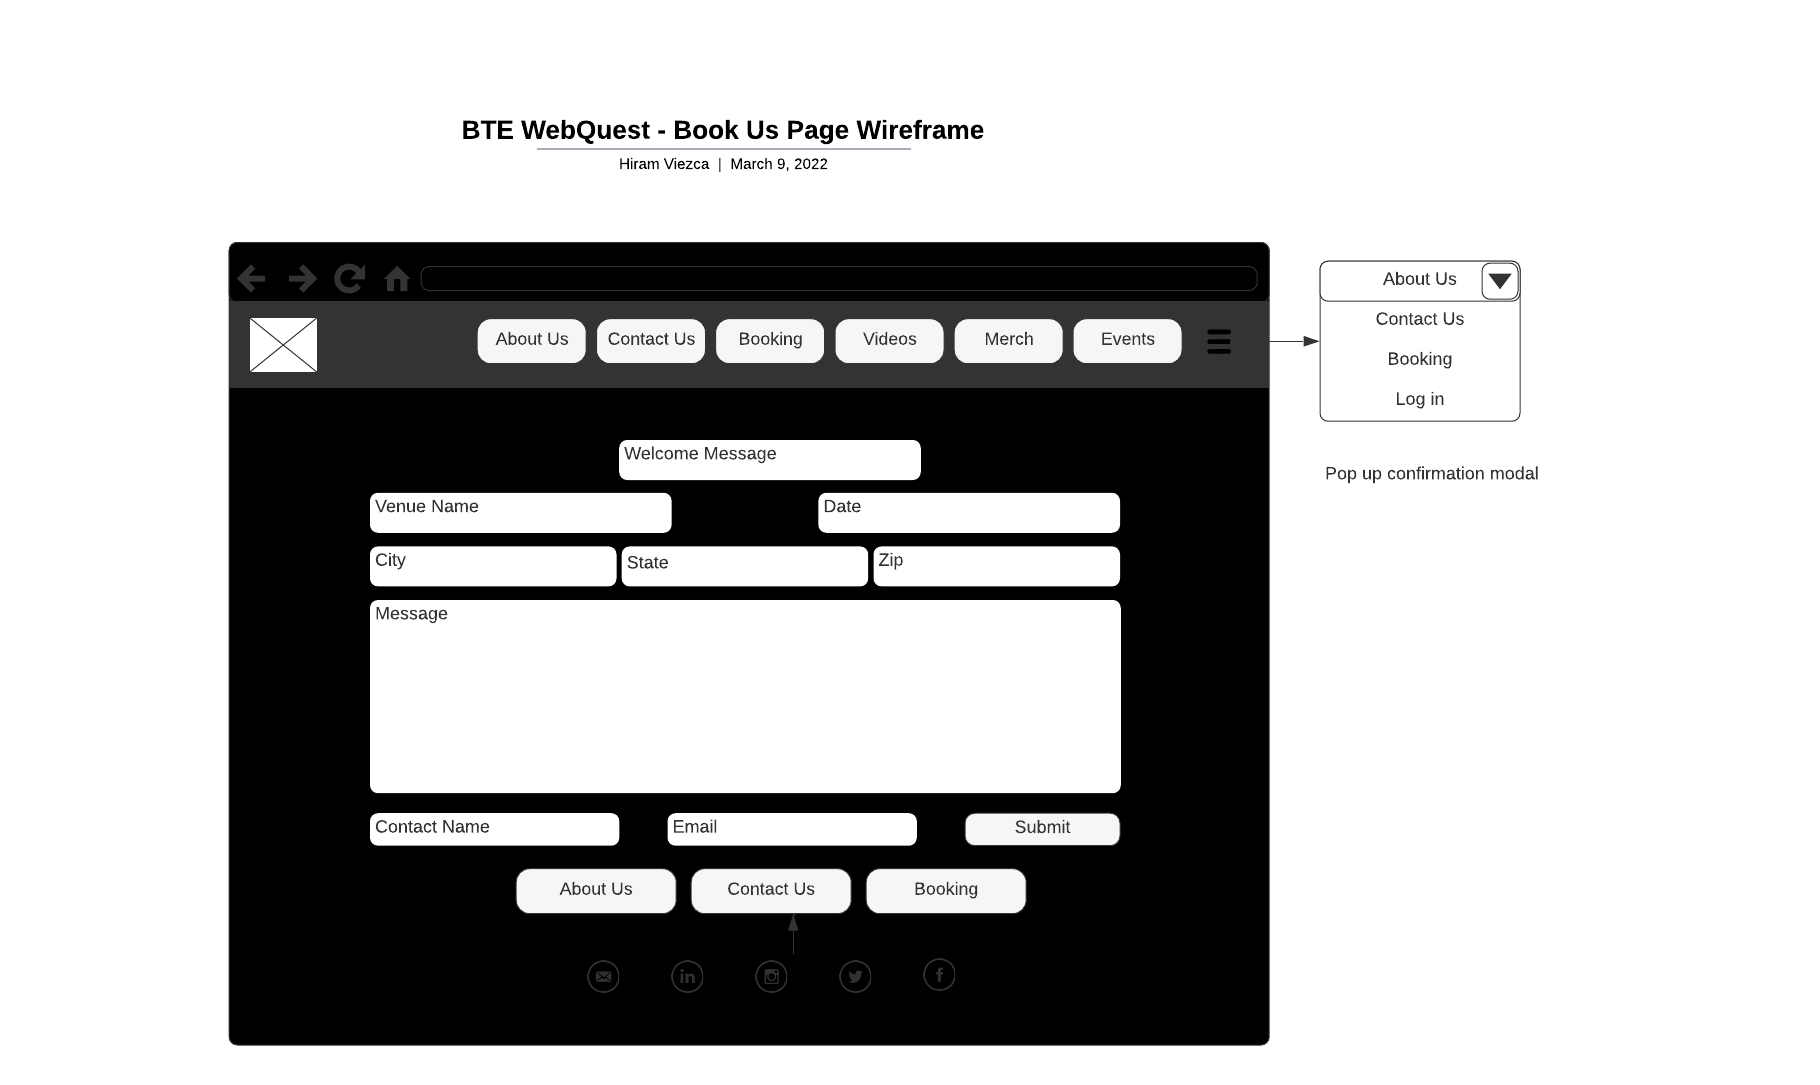 BTE WebQuest - Book Us Page Wireframe
Hiram Viezca | March 9, 2022
About Us
Contact Us
Booking
Videos
Merch
Events
About Us
Contact Us
Booking
Log in
Pop up confirmation modal
Welcome Message
Venue Name
Date
City
State
Zip
Message
Contact Name
Email
Submit
About Us
Contact Us
Booking